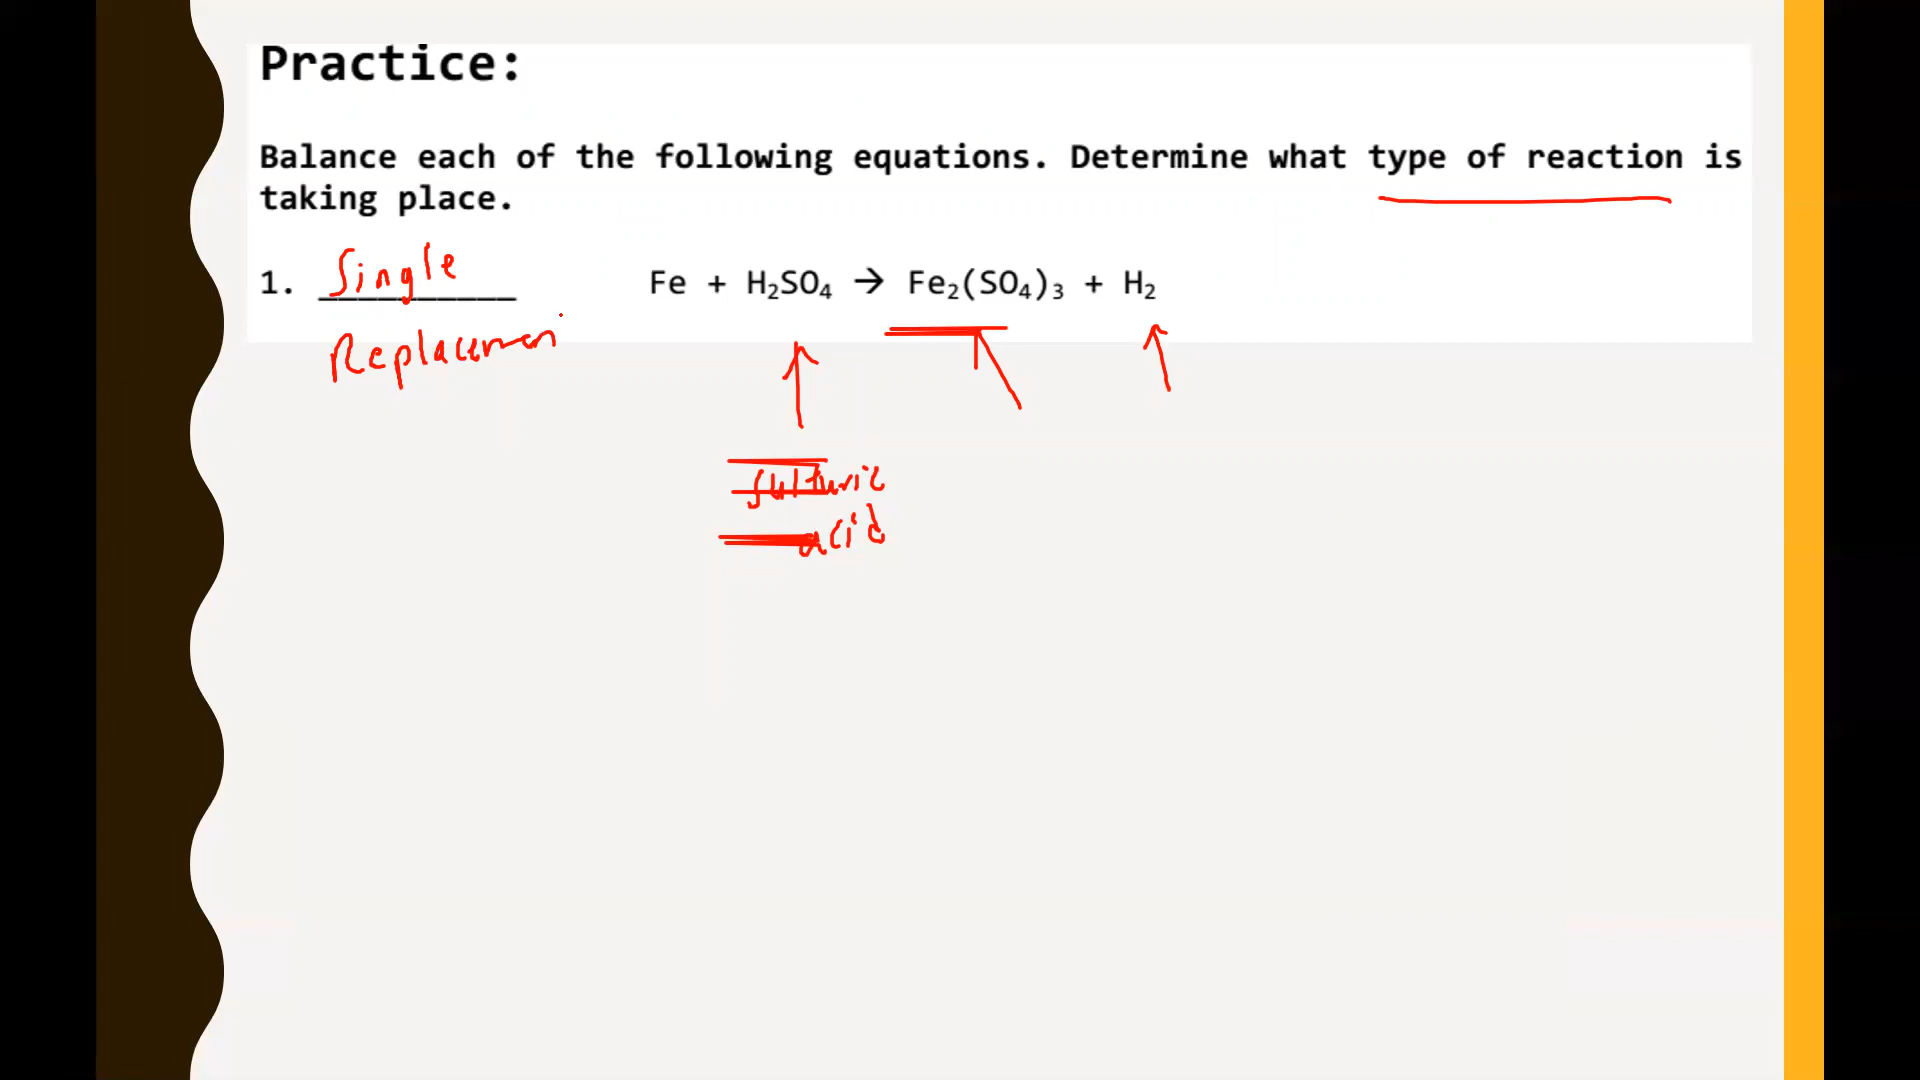 Practice:
Balance each of the following equations. Determine what type of reaction is
taking place.
1. Single Fe + H₂SO₄ → Fe₂(SO₄)₃ + H₂
Replacemen
sulfuric
acid